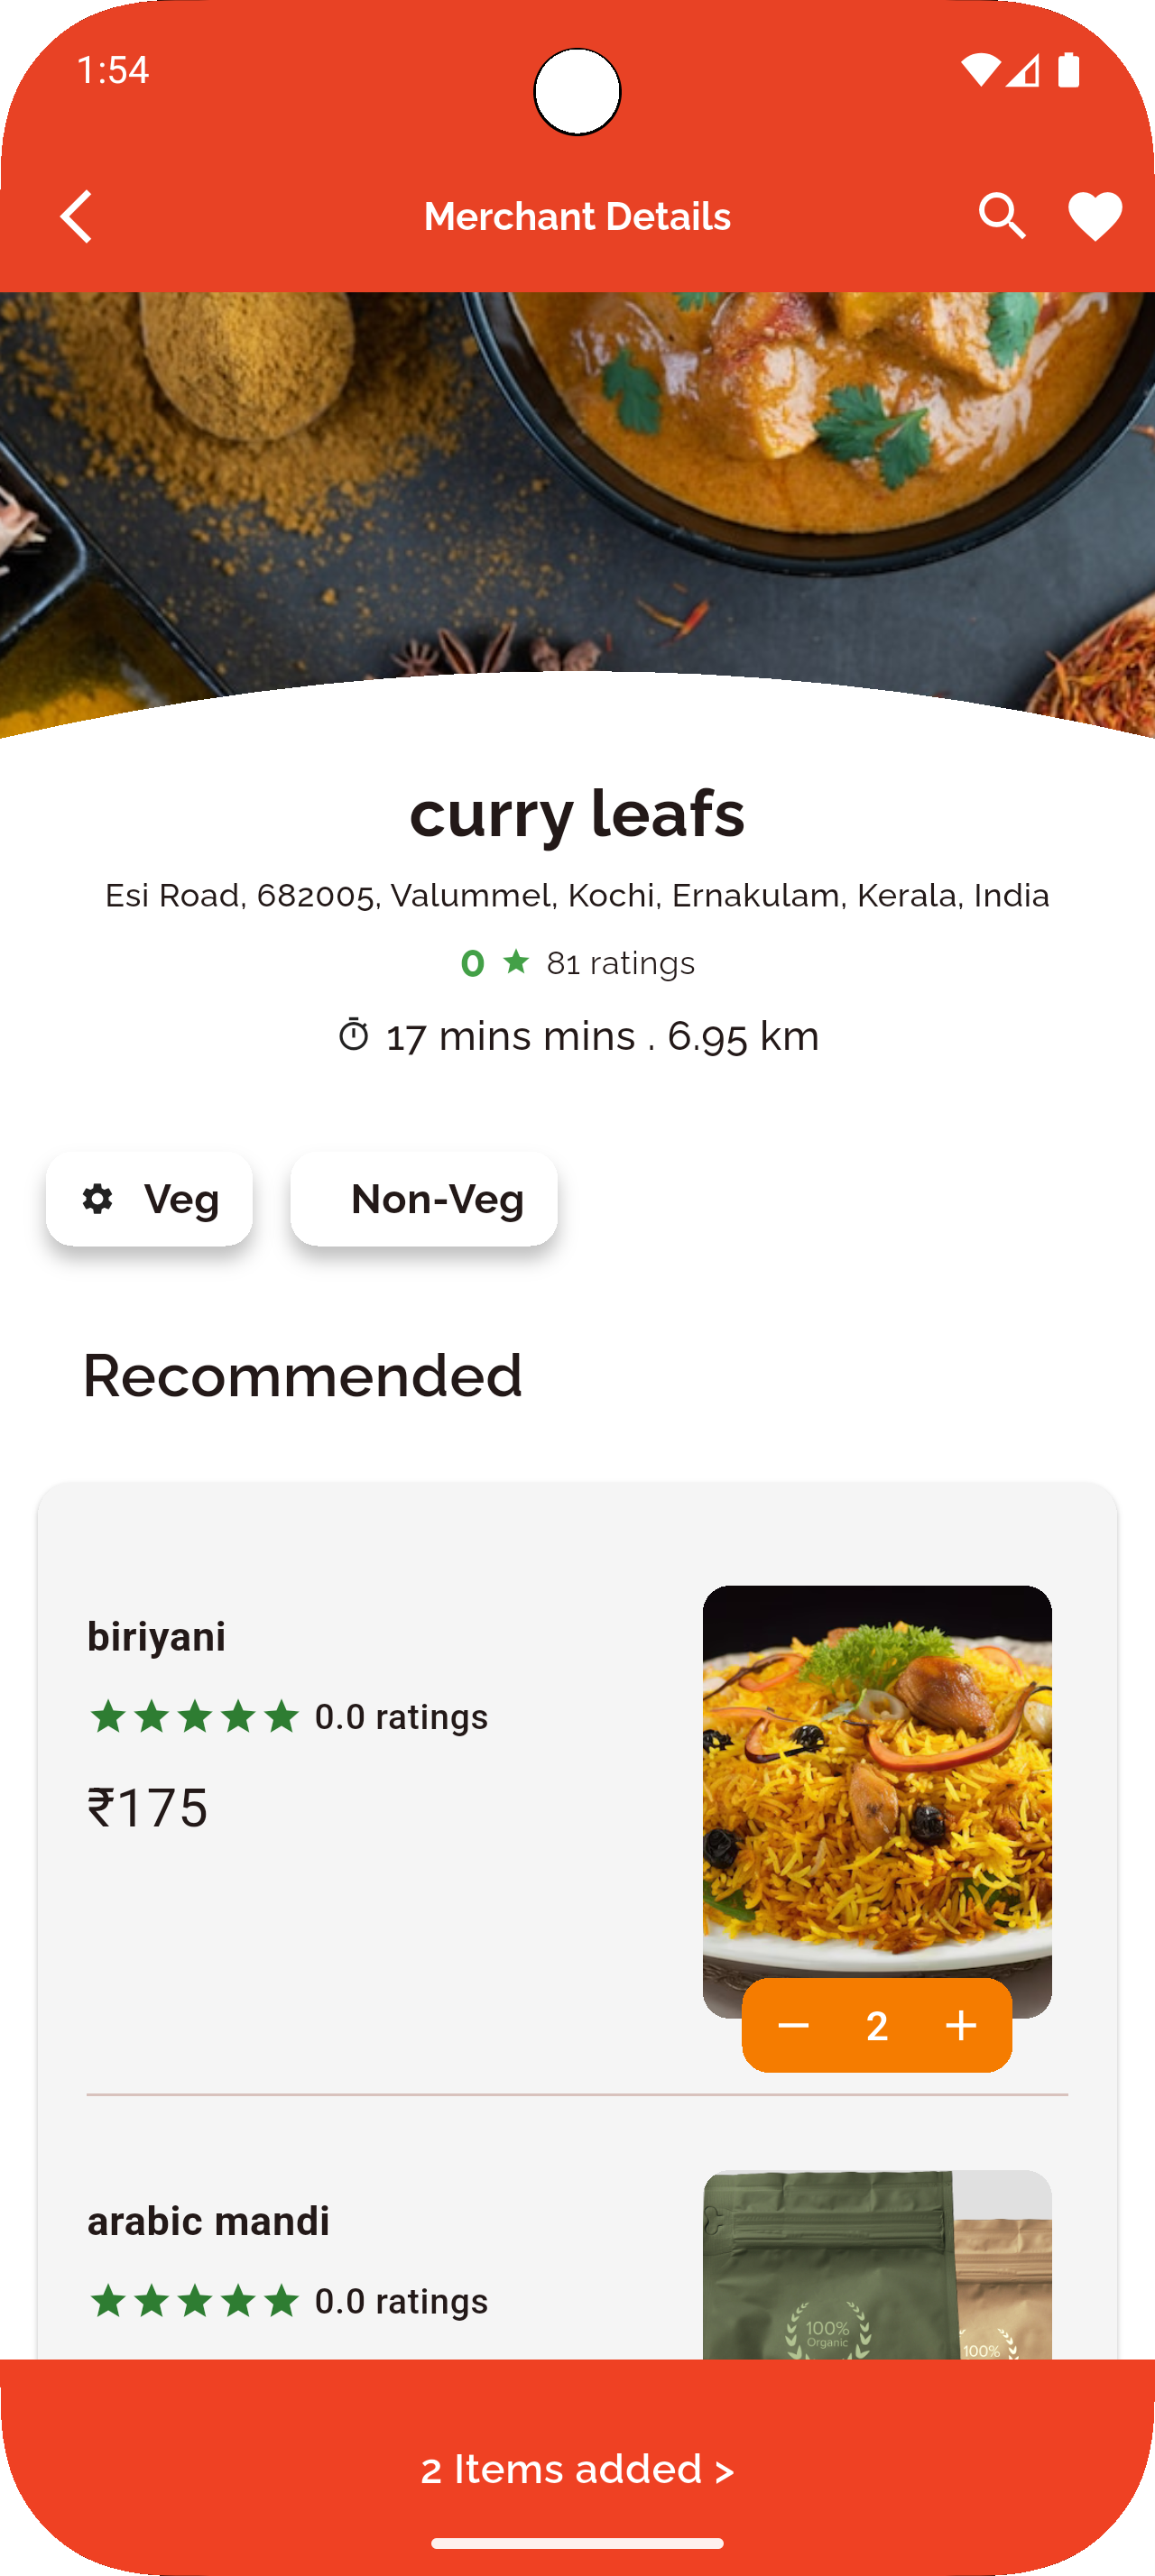 1:54
Merchant Details
curry leafs
Esi Road, 682005, Valummel, Kochi, Ernakulam, Kerala, India
0 ★ 81 ratings
17 mins mins . 6.95 km
Veg
Non-Veg
Recommended
biriyani
★★★★★ 0.0 ratings
₹175
2
arabic mandi
★★★★★ 0.0 ratings
100%
Organic
100%
2 Items added >